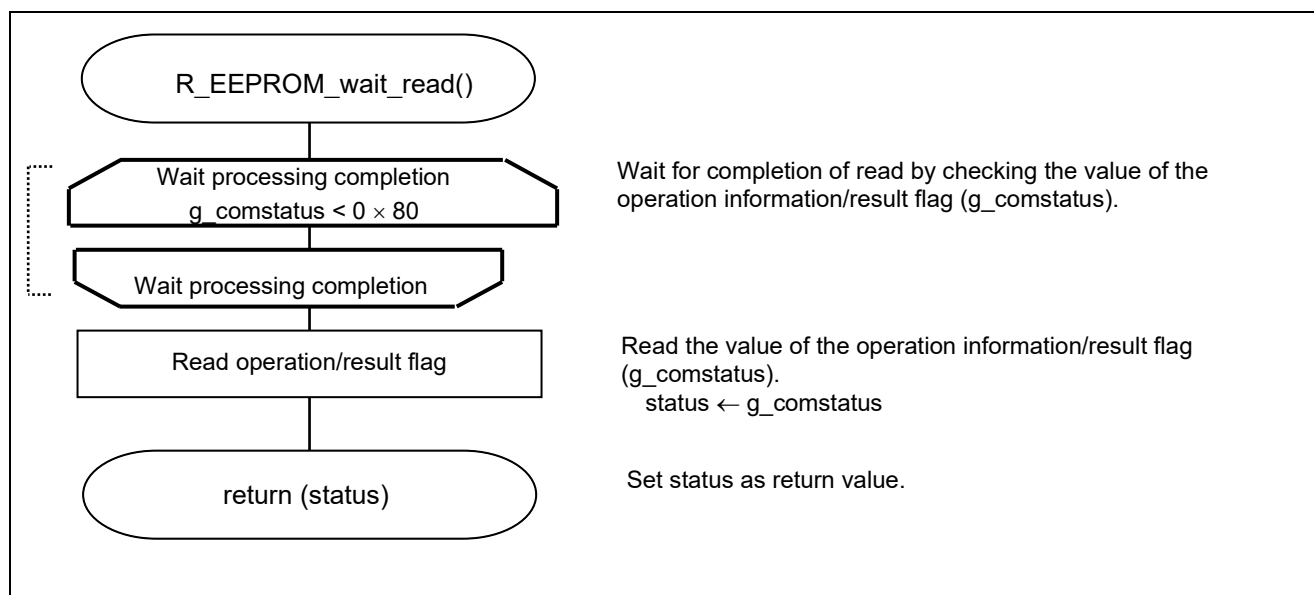 R_EEPROM_wait_read()
Wait processing completion
g_comstatus < 0 × 80
Wait for completion of read by checking the value of the
operation information/result flag (g_comstatus).
Wait processing completion
Read operation/result flag
Read the value of the operation information/result flag
(g_comstatus).
status ← g_comstatus
return (status)
Set status as return value.